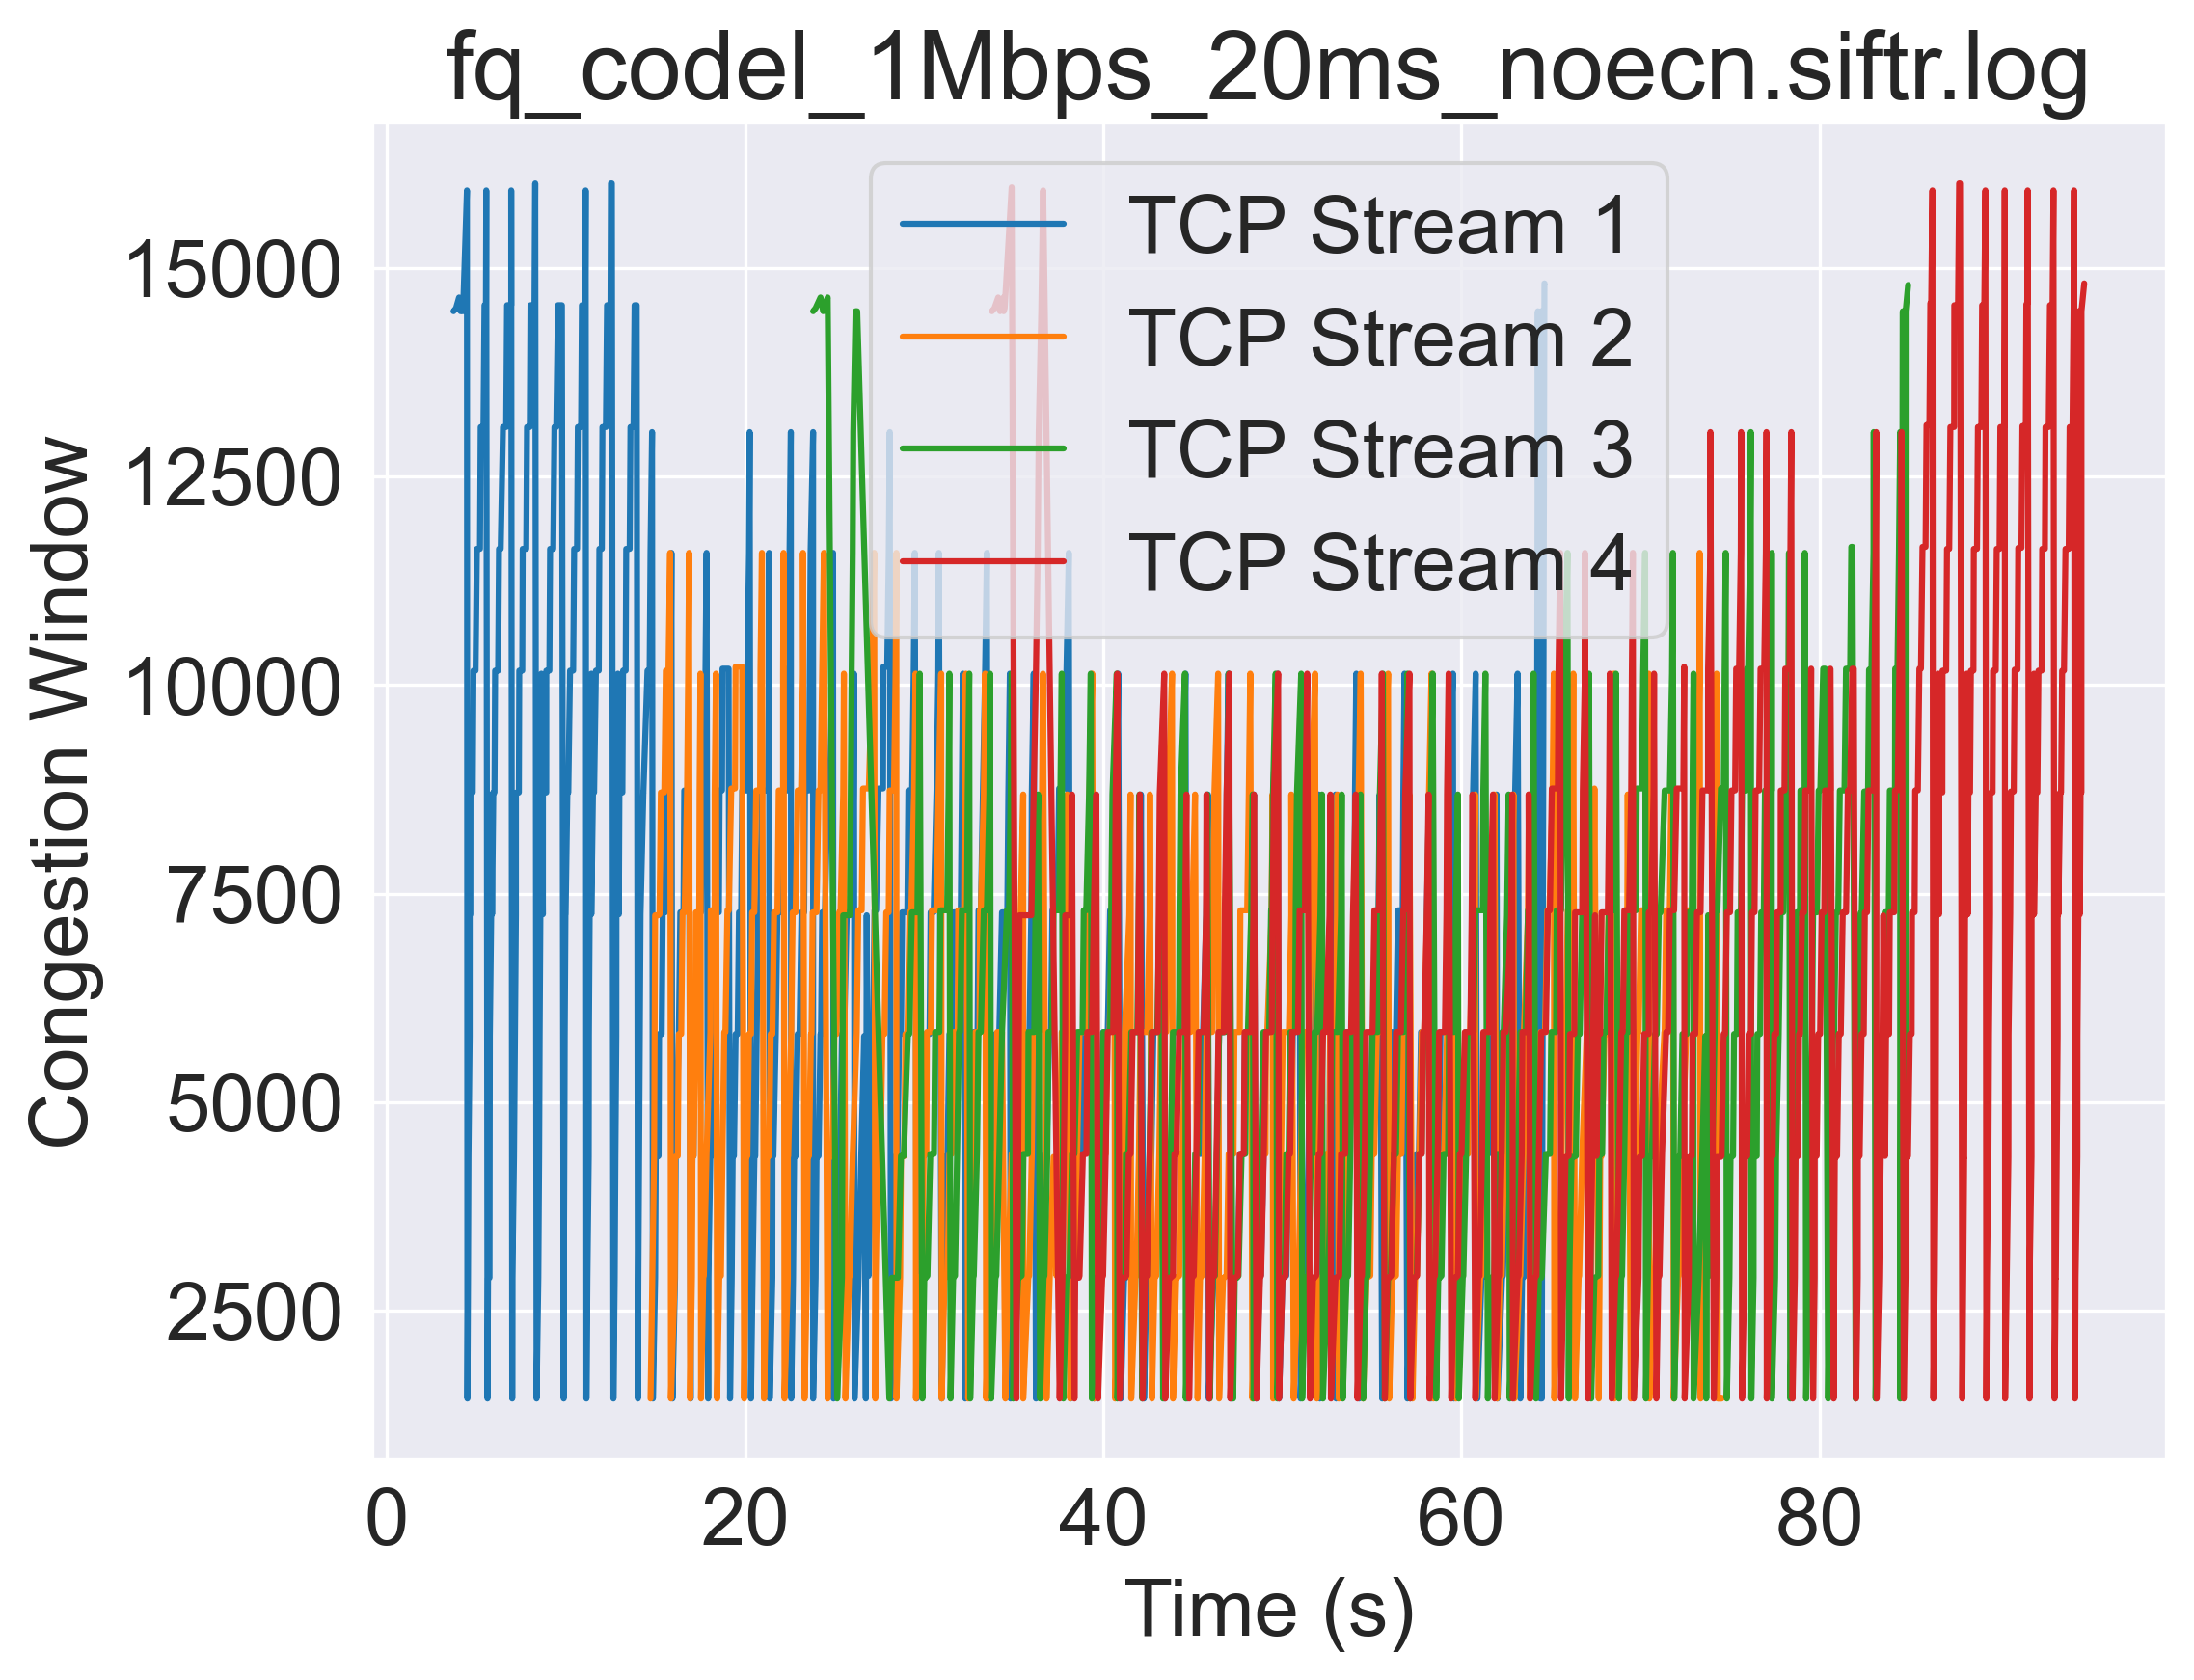 fq_codel_1Mbps_20ms_noecn.siftr.log
TCP Stream 1
TCP Stream 2
TCP Stream 3
TCP Stream 4
Congestion Window
15000
12500
10000
7500
5000
2500
0 20 40 60 80
Time (s)